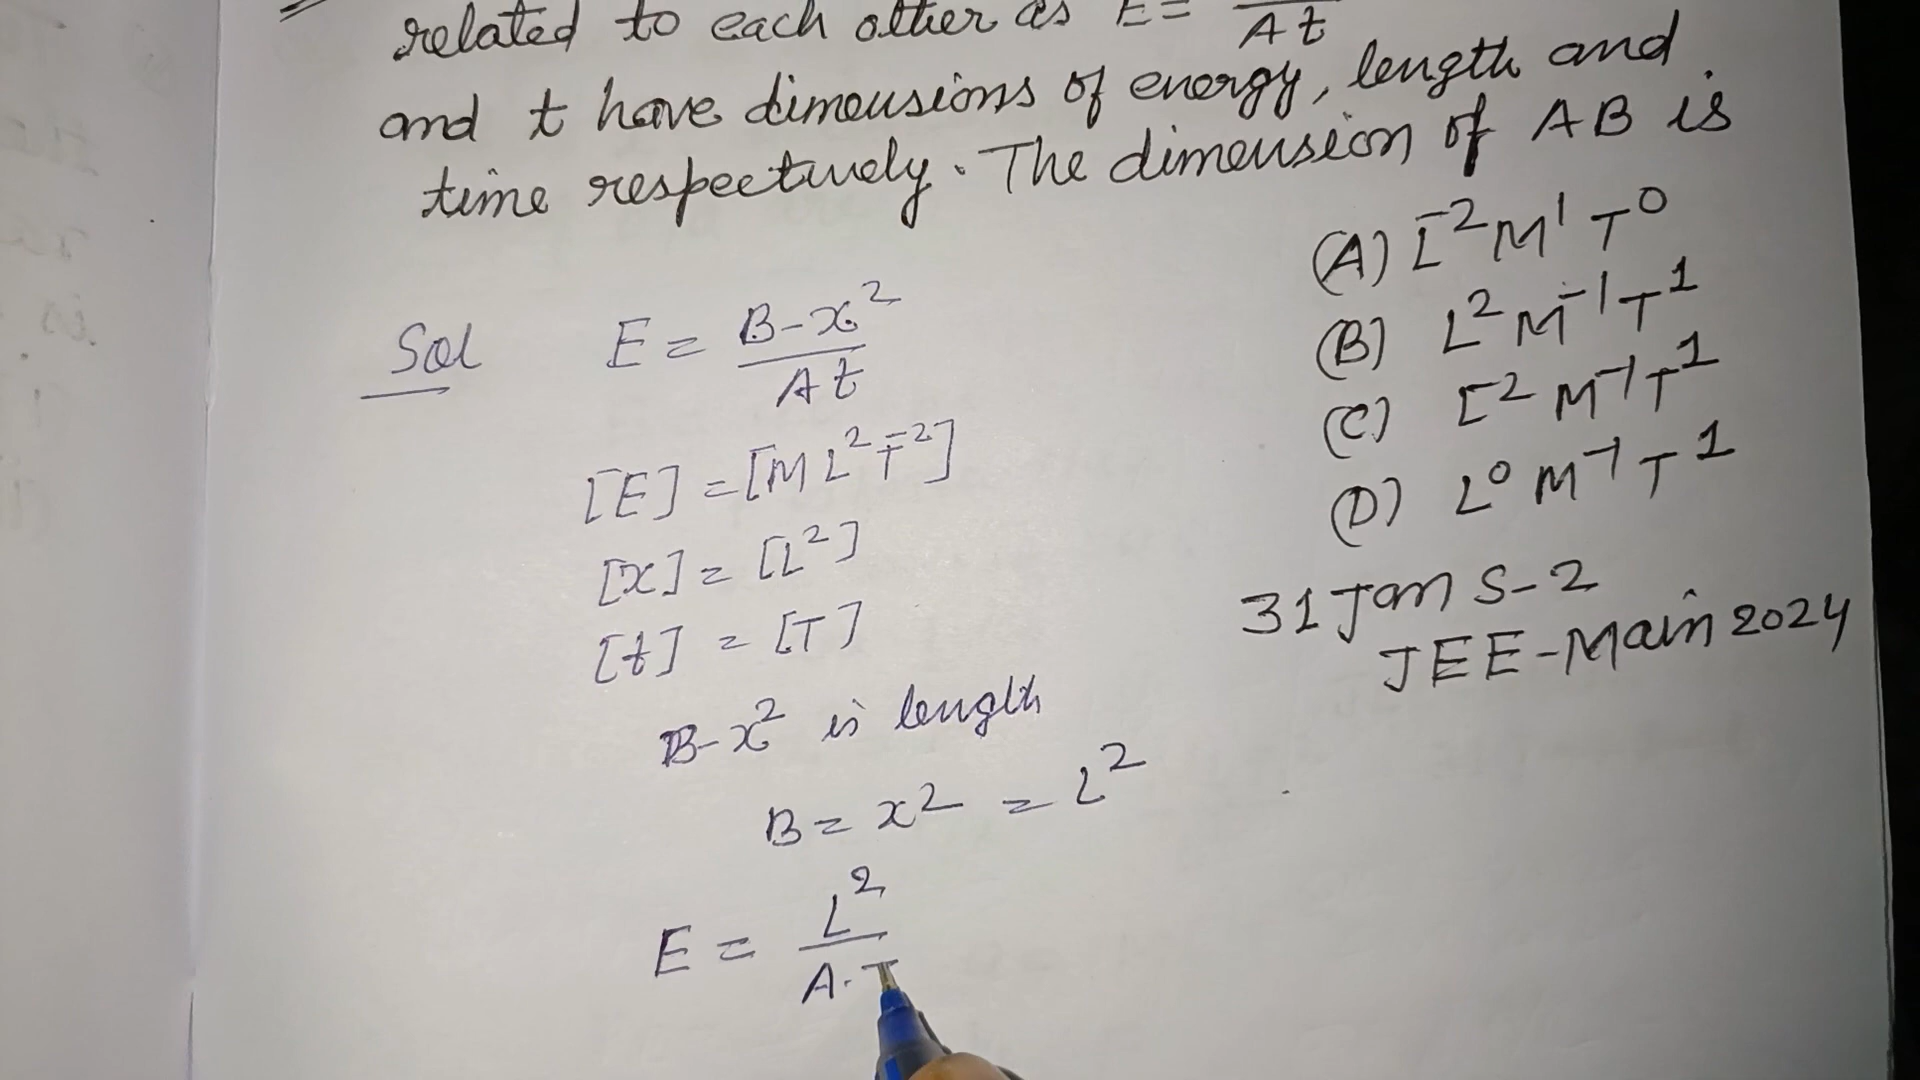 related to each other as E =
At
and t have dimensions of energy, length and
time respectively. The dimension of AB is
(A) L⁻² M¹ T⁰
(B) L² M⁻¹ T¹
(C) L⁻² M⁻¹ T¹
(D) L⁰ M⁻¹ T¹
31 Jan S-2
JEE-Main 2024
Sol E = B-x² / At
[E] = [M L² T⁻²]
[x] = [L²]
[t] = [T]
B-x² is length
B = x² = L²
E = L² / A.T